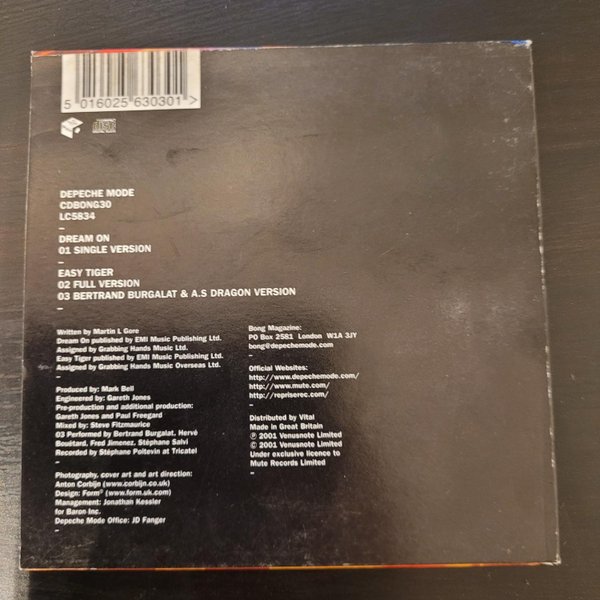 5 016025 630301 >
DEPECHE MODE
CDBONG30
LC5834
–
DREAM ON
01 SINGLE VERSION
–
EASY TIGER
02 FULL VERSION
03 BERTRAND BURGALAT & A.S DRAGON VERSION
–
Written by Martin L Gore
Dream On published by EMI Music Publishing Ltd.
Assigned by Grabbing Hands Music Ltd.
Easy Tiger published by EMI Music Publishing Ltd.
Assigned by Grabbing Hands Music Overseas Ltd.
–
Produced by: Mark Bell
Engineered by: Gareth Jones
Pre-production and additional production:
Gareth Jones and Paul Freegard
Mixed by: Steve Fitzmaurice
03 Performed by Bertrand Burgalat, Hervé
Bouétard, Fred Jimenez, Stéphane Salvi
Recorded by Stéphane Poitevin at Tricatel
–
Photography, cover art and art direction:
Anton Corbijn (www.corbijn.co.uk)
Design: Form® (www.form.uk.com)
Management: Jonathan Kessler
for Baron Inc.
Depeche Mode Office: JD Fanger
–
Bong Magazine:
PO Box 2581 London W1A 3JY
bong@depechemode.com
–
Official Websites:
http://www.depechemode.com/
http://www.mute.com/
http://repriserec.com/
–
Distributed by Vital
Made in Great Britain
℗ 2001 Venusnote Limited
© 2001 Venusnote Limited
Under exclusive licence to
Mute Records Limited
–